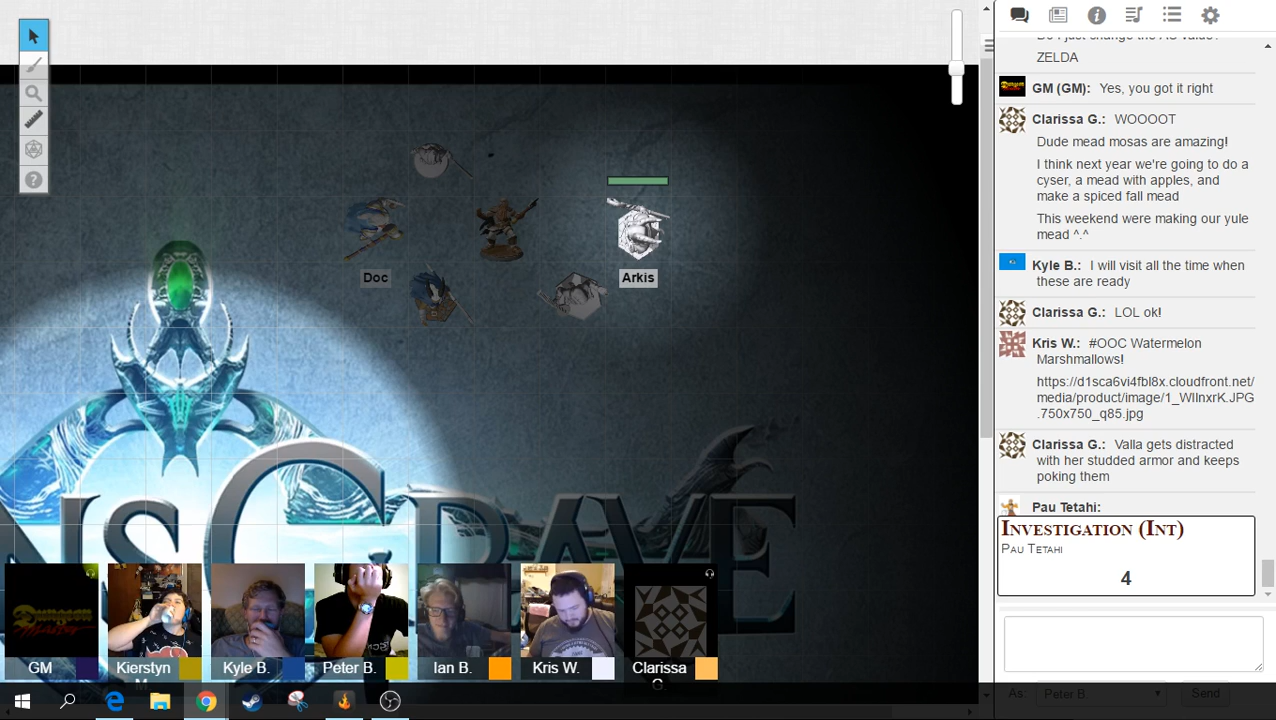 Do I just change the AC value?
ZELDA
GM (GM): Yes, you got it right
Clarissa G.: WOOOOT
Dude mead mosas are amazing!
I think next year we're going to do a
cyser, a mead with apples, and
make a spiced fall mead
This weekend were making our yule
mead ^.^
Kyle B.: I will visit all the time when
these are ready
Clarissa G.: LOL ok!
Kris W.: #OOC Watermelon
Marshmallows!
https://d1sca6vi4fbl8x.cloudfront.net/
media/product/image/1_WIlnxrK.JPG
.750x750_q85.jpg
Clarissa G.: Valla gets distracted
with her studded armor and keeps
poking them
Pau Tetahi:
Investigation (Int)
Pau Tetahi
4
As: Peter B. Send
Doc
Arkis
nsGrave
Dungeon
Master
GM
Kierstyn
M.
Kyle B.
Peter B.
Ian B.
Kris W.
Clarissa
G.